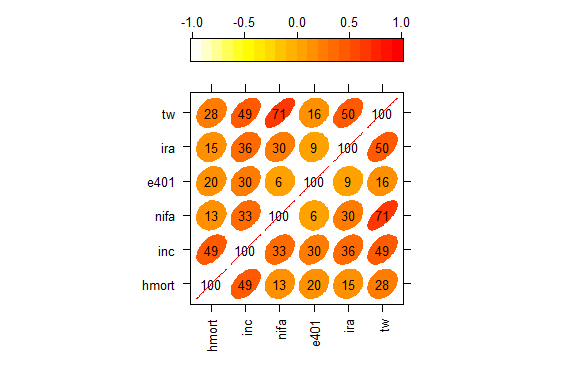 -1.0 -0.5 0.0 0.5 1.0
tw 28 49 71 16 50 100
ira 15 36 30 9 100 50
e401 20 30 6 100 9 16
nifa 13 33 100 6 30 71
inc 49 100 33 30 36 49
hmort 100 49 13 20 15 28
hmort inc nifa e401 ira tw